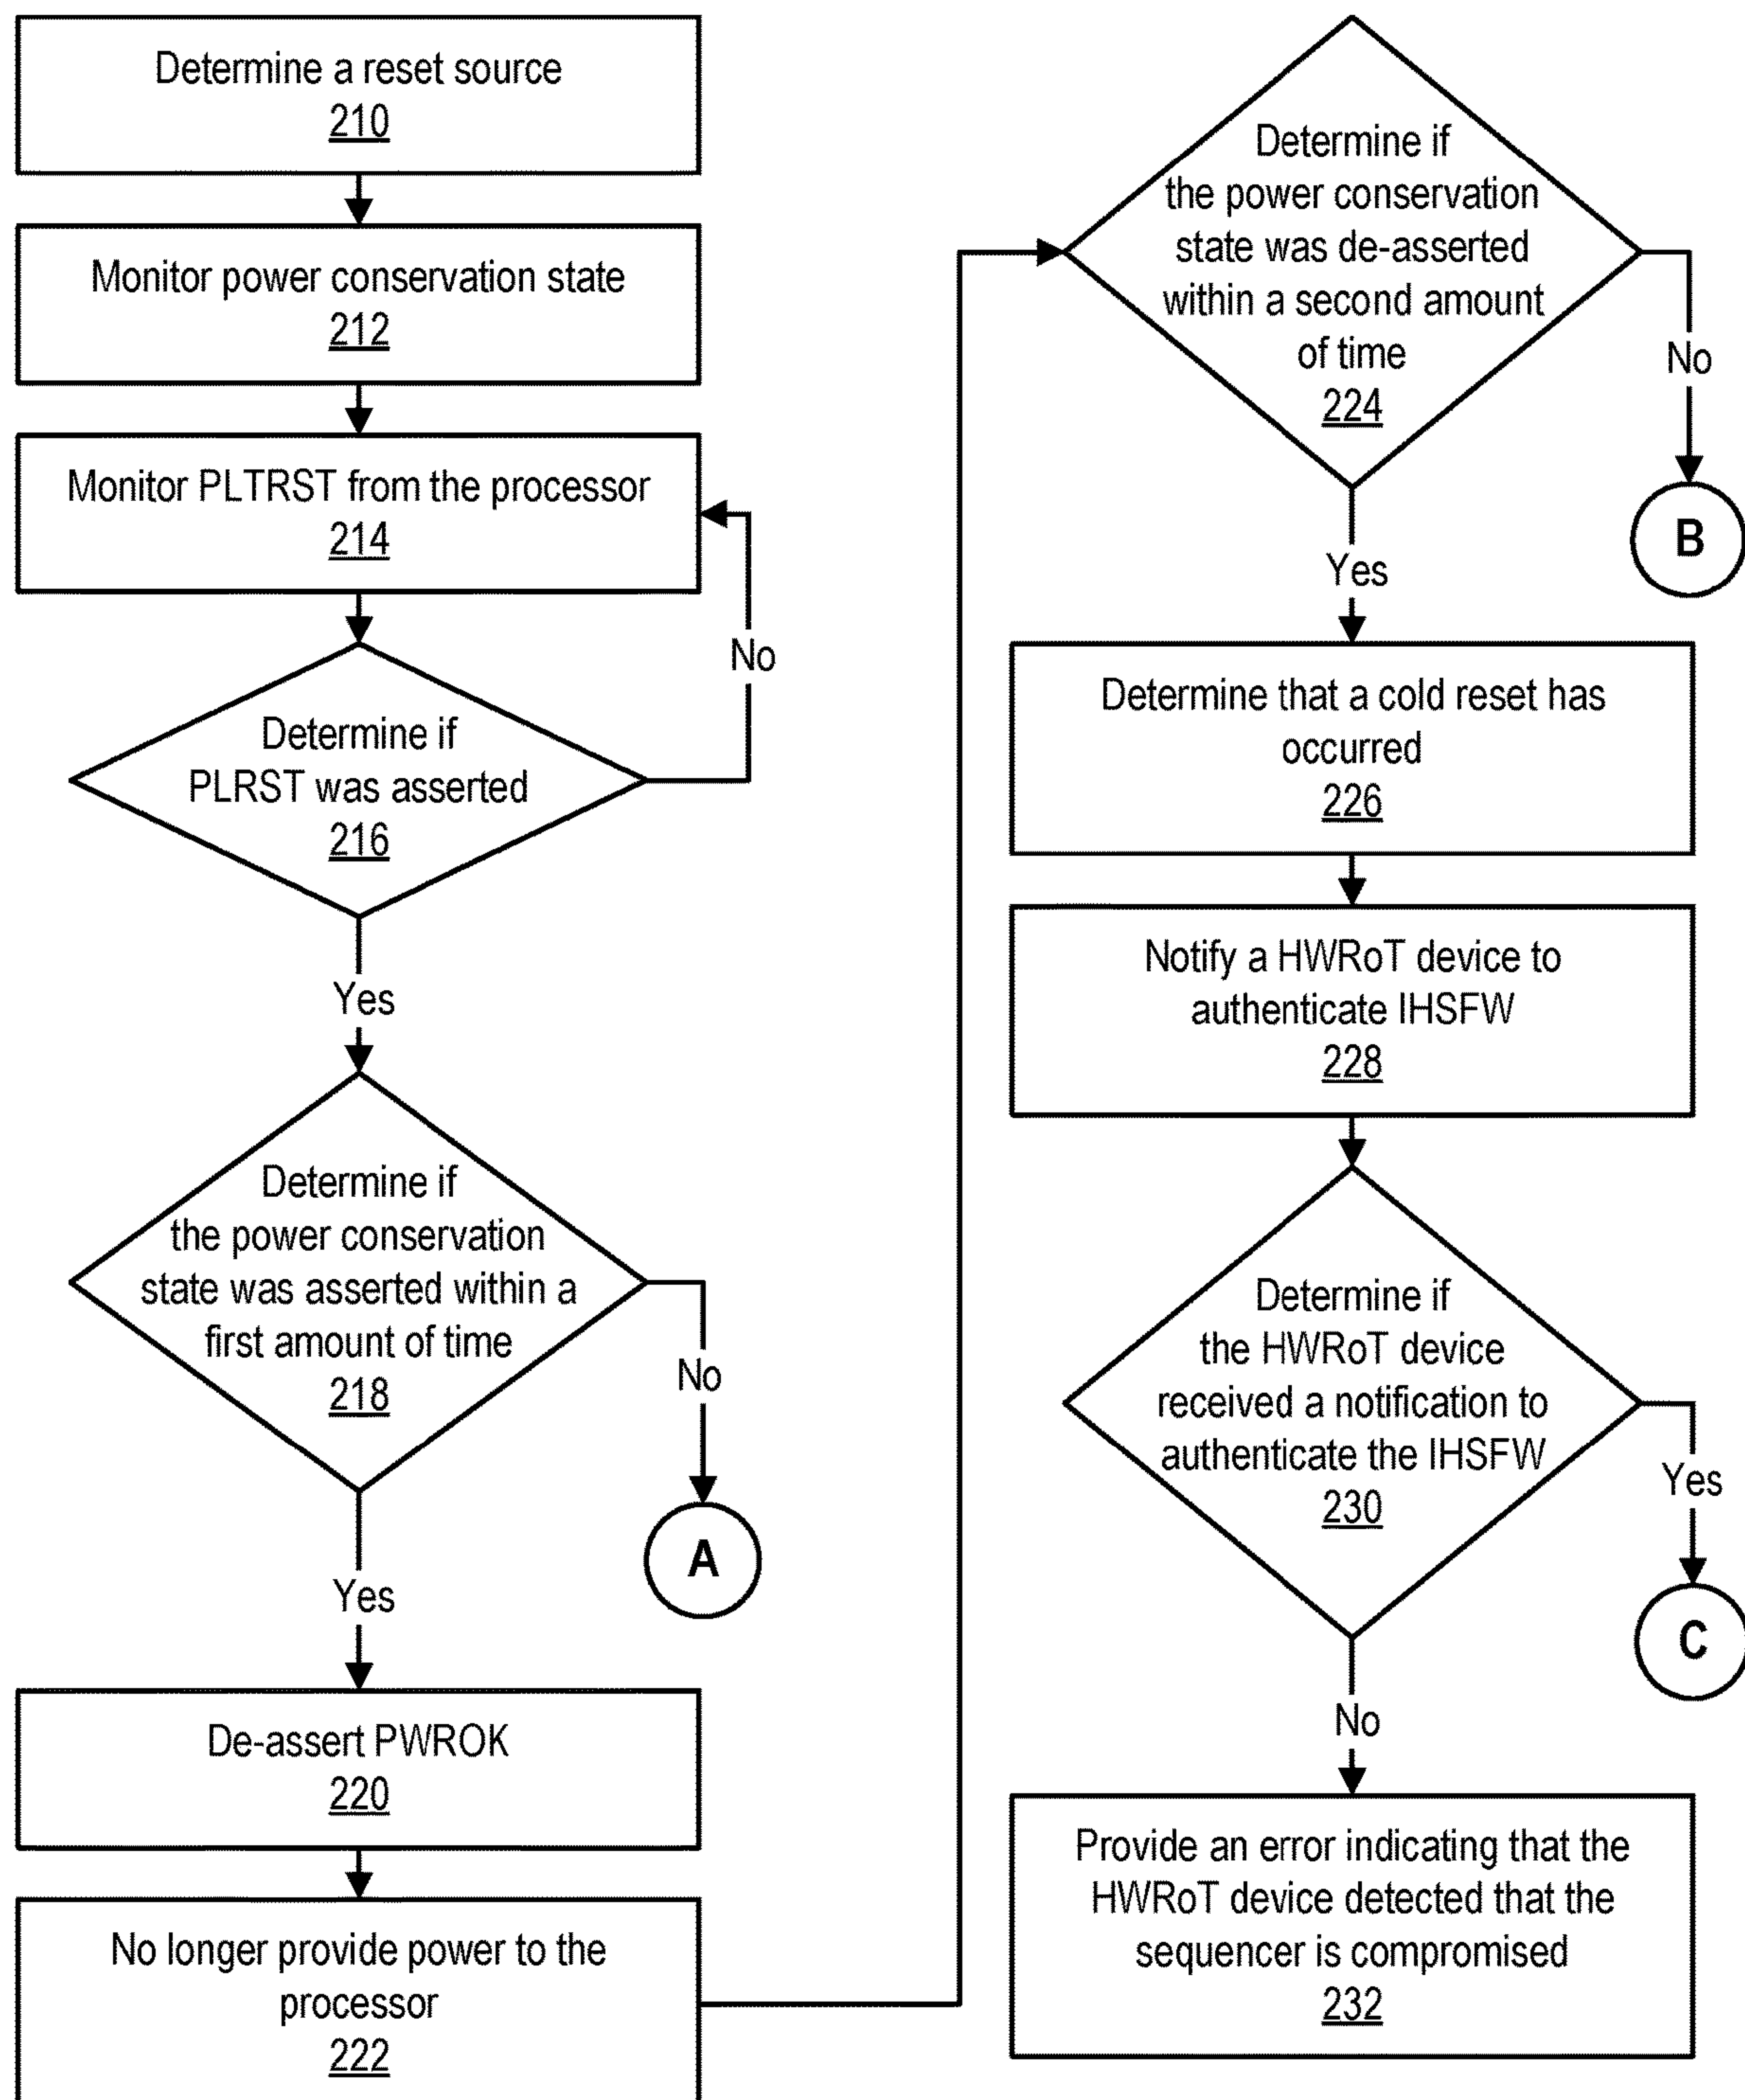 Determine a reset source
210
Monitor power conservation state
212
Monitor PLTRST from the processor
214
No
Determine if
PLRST was asserted
216
Yes
Determine if
the power conservation
state was asserted within a
first amount of time
218
No
A
Yes
De-assert PWROK
220
No longer provide power to the
processor
222
Determine if
the power conservation
state was de-asserted
within a second amount
of time
224
No
B
Yes
Determine that a cold reset has
occurred
226
Notify a HWRoT device to
authenticate IHSFW
228
Determine if
the HWRoT device
received a notification to
authenticate the IHSFW
230
Yes
C
No
Provide an error indicating that the
HWRoT device detected that the
sequencer is compromised
232